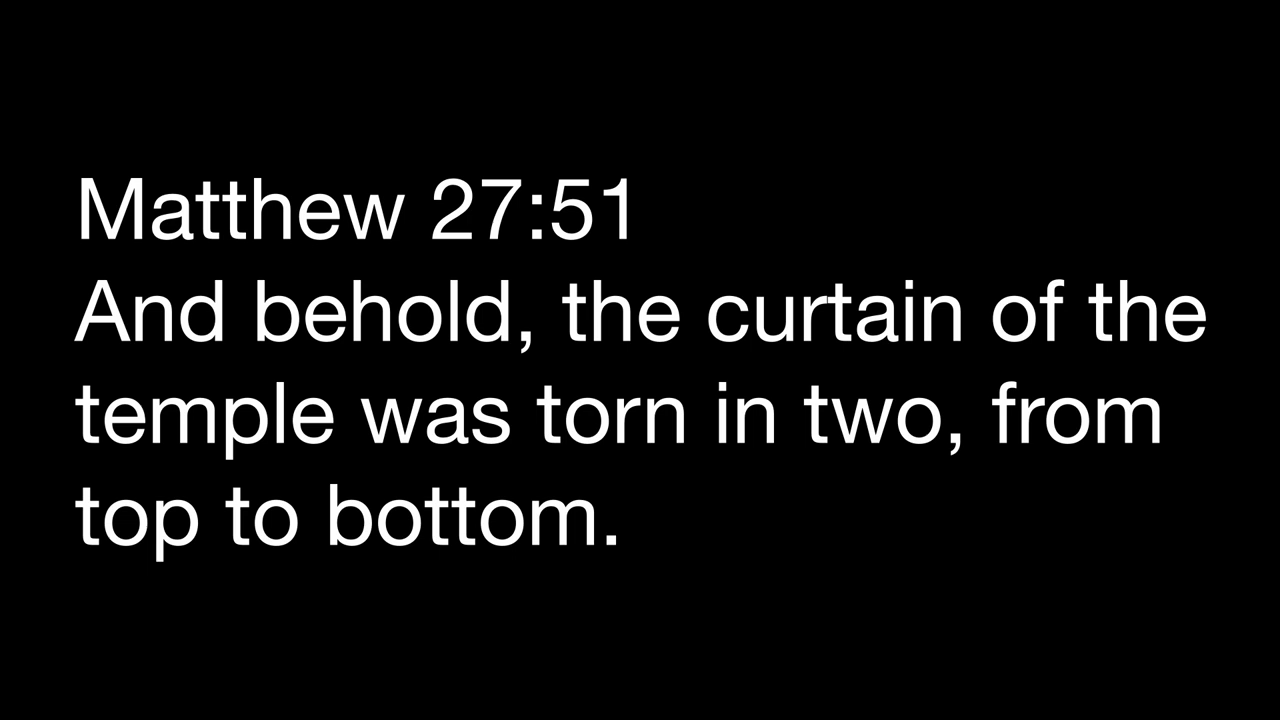 Matthew 27:51
And behold, the curtain of the
temple was torn in two, from
top to bottom.